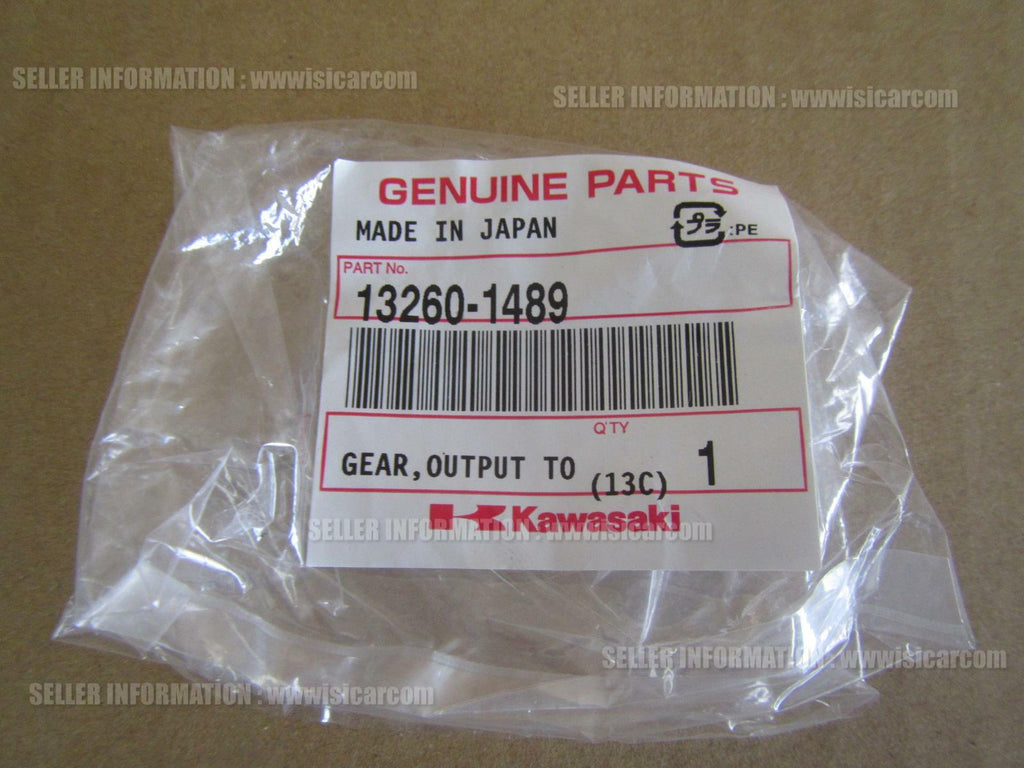 SELLER INFORMATION : wwwisicarcom
SELLER INFORMATION : wwwisicarcom
GENUINE PARTS
MADE IN JAPAN
プラ :PE
PART No.
13260-1489
Q'TY
GEAR,OUTPUT TO (13C) 1
Kawasaki
SELLER INFORMATION : wwwisicarcom
SELLER INFORMATION : wwwisicarcom
SELLER INFORMATION : wwwisicarcom